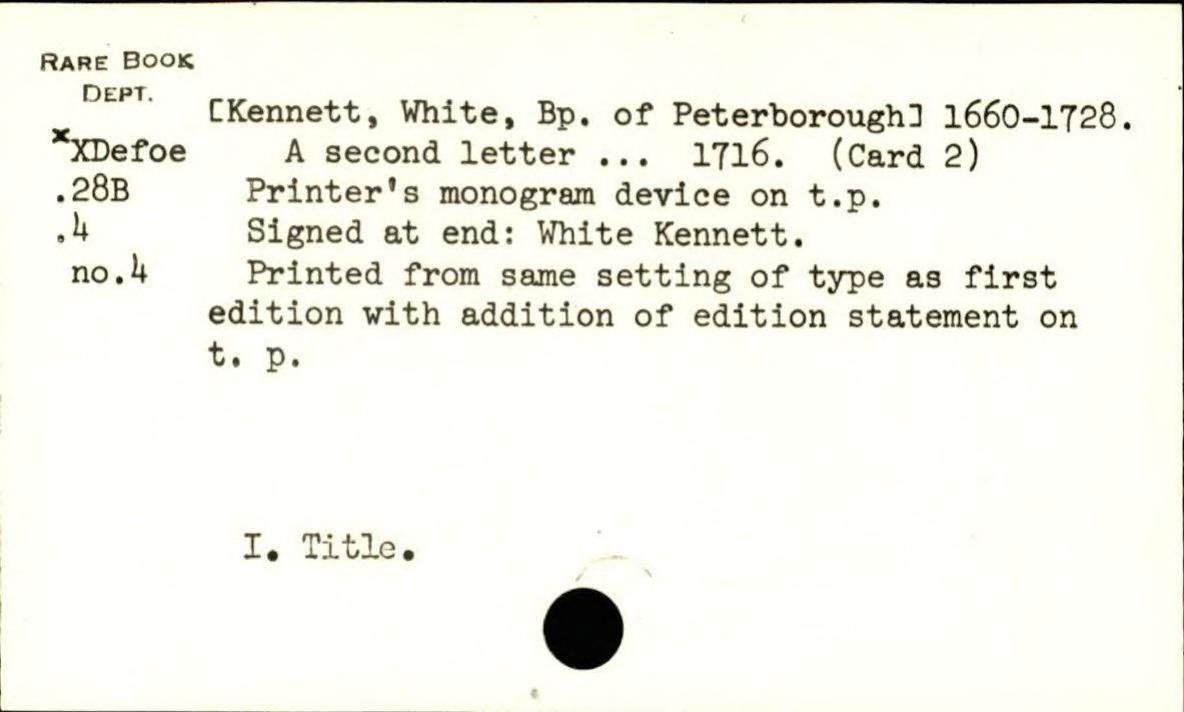 RARE BOOK
DEPT.
[Kennett, White, Bp. of Peterborough] 1660-1728.
xXDefoe A second letter ... 1716. (Card 2)
.28B Printer's monogram device on t.p.
.4 Signed at end: White Kennett.
no.4 Printed from same setting of type as first
edition with addition of edition statement on
t. p.
I. Title.